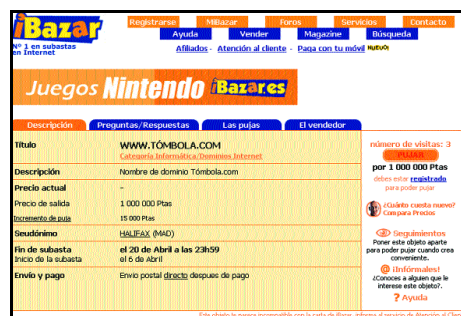 iBazar
Nº 1 en subastas
en Internet
Registrarse MiBazar Foros Servicios Contacto
Ayuda Vender Magazine Búsqueda
Afiliados - Atención al cliente - Paga con tu móvil NUEVO!
Juegos Nintendo iBazar.es
Descripción Preguntas/Respuestas Las pujas El vendedor
Título WWW.TÓMBOLA.COM
Categoría Informática/Dominios Internet
Descripción Nombre de dominio Tómbola.com
Precio actual -
Precio de salida 1 000 000 Ptas
Incremento de puja 15 000 Ptas
Seudónimo HALIFAX (MAD)
Fin de subasta el 20 de Abril a las 23h59
Inicio de la subasta el 6 de Abril
Envío y pago Envio postal directo despues de pago
número de visitas: 3
PUJAR
por 1 000 000 Ptas
debes estar registrado
para poder pujar
¿Cuánto cuesta nuevo?
Compara Precios
Seguimientos
Poner este objeto aparte
para poder pujar cuando crea
conveniente.
@ ¡Infórmales!
¿Conoces a alguien que le
interese este objeto?.
? Ayuda